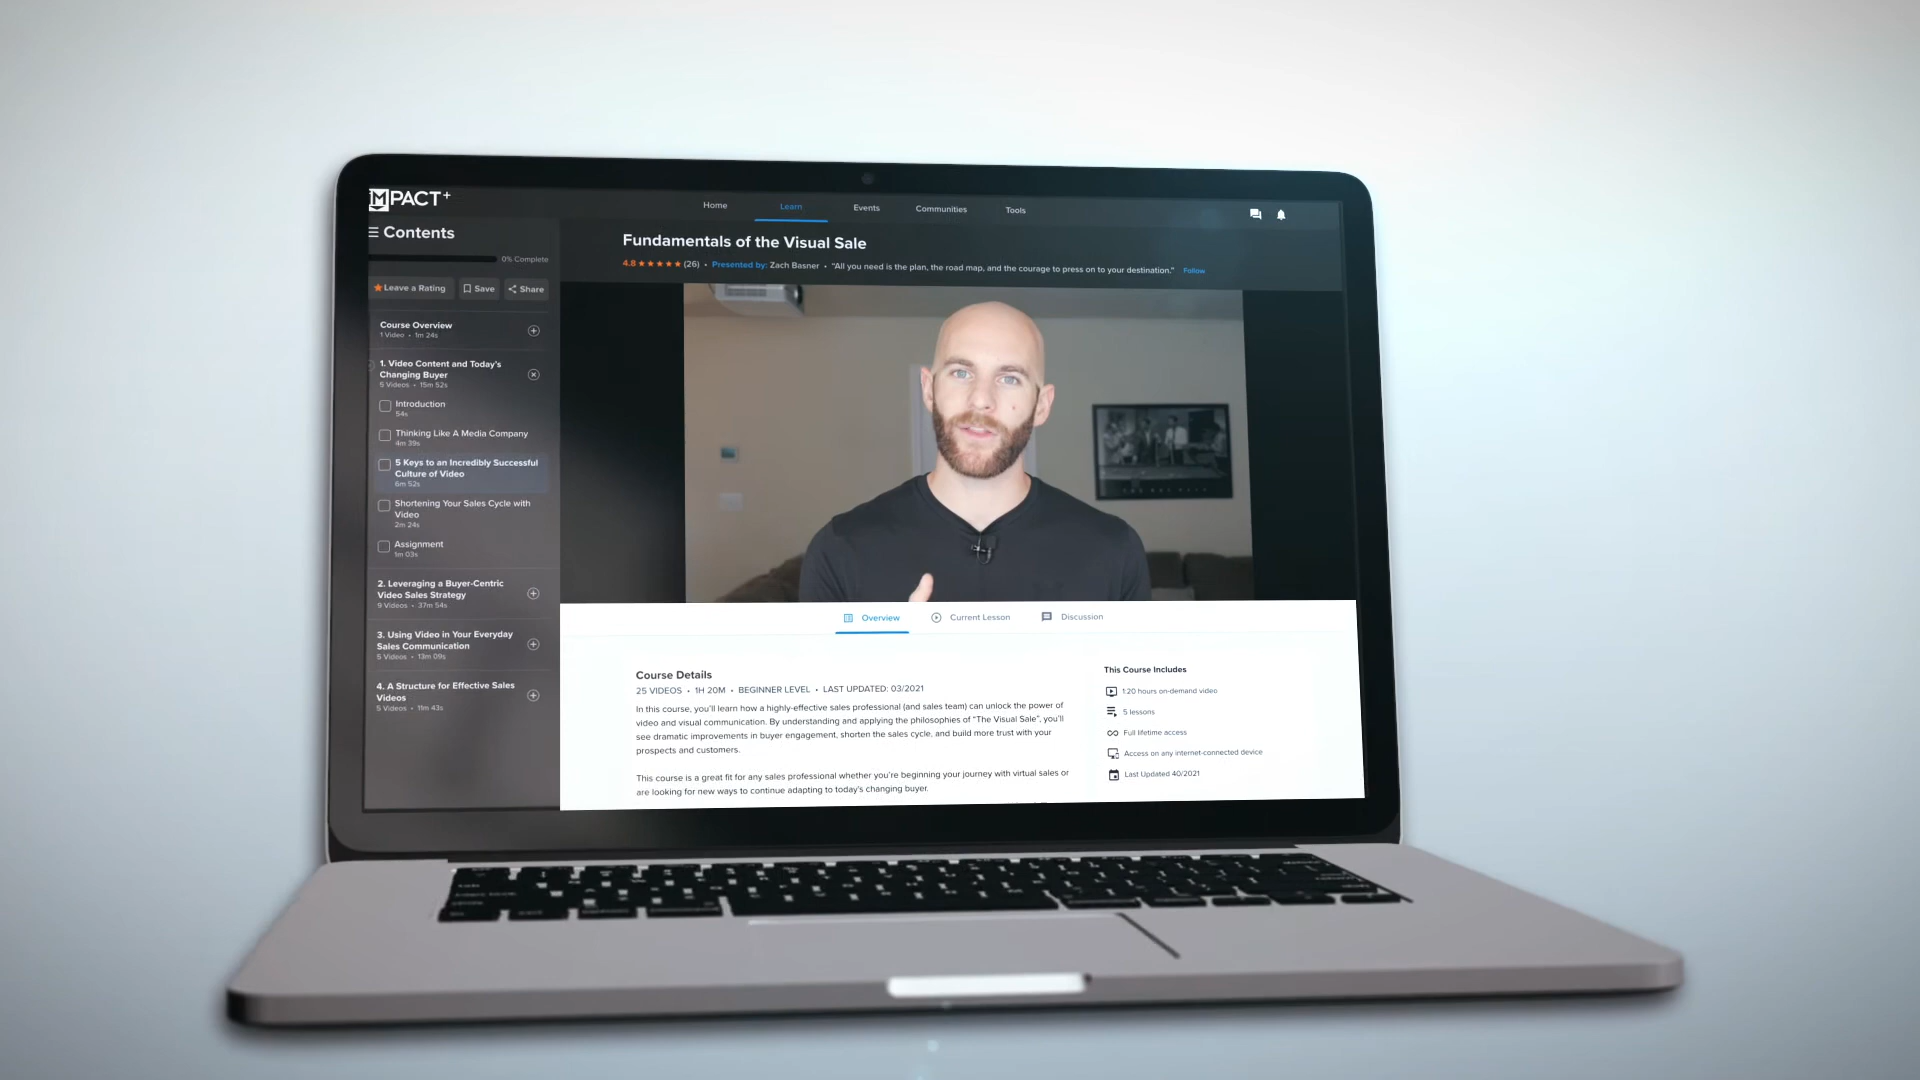 IMPACT+
Home
Learn
Events
Communities
Tools
Contents
0% Complete
Leave a Rating
Save
Share
Course Overview
1 Video • 1m 24s
1. Video Content and Today's
Changing Buyer
5 Videos • 15m 52s
Introduction
54s
Thinking Like A Media Company
4m 39s
5 Keys to an Incredibly Successful
Culture of Video
6m 52s
Shortening Your Sales Cycle with
Video
2m 24s
Assignment
1m 03s
2. Leveraging a Buyer-Centric
Video Sales Strategy
9 Videos • 37m 54s
3. Using Video in Your Everyday
Sales Communication
5 Videos • 13m 09s
4. A Structure for Effective Sales
Videos
5 Videos • 11m 43s
Fundamentals of the Visual Sale
4.8 ★★★★★ (26) • Presented by: Zach Basner • "All you need is the plan, the road map, and the courage to press on to your destination." Follow
Overview
Current Lesson
Discussion
Course Details
25 VIDEOS • 1H 20M • BEGINNER LEVEL • LAST UPDATED: 03/2021
In this course, you'll learn how a highly-effective sales professional (and sales team) can unlock the power of
video and visual communication. By understanding and applying the philosophies of "The Visual Sale", you'll
see dramatic improvements in buyer engagement, shorten the sales cycle, and build more trust with your
prospects and customers.
This course is a great fit for any sales professional whether you're beginning your journey with virtual sales or
are looking for new ways to continue adapting to today's changing buyer.
This Course Includes
1:20 hours on-demand video
5 lessons
Full lifetime access
Access on any internet-connected device
Last Updated 40/2021